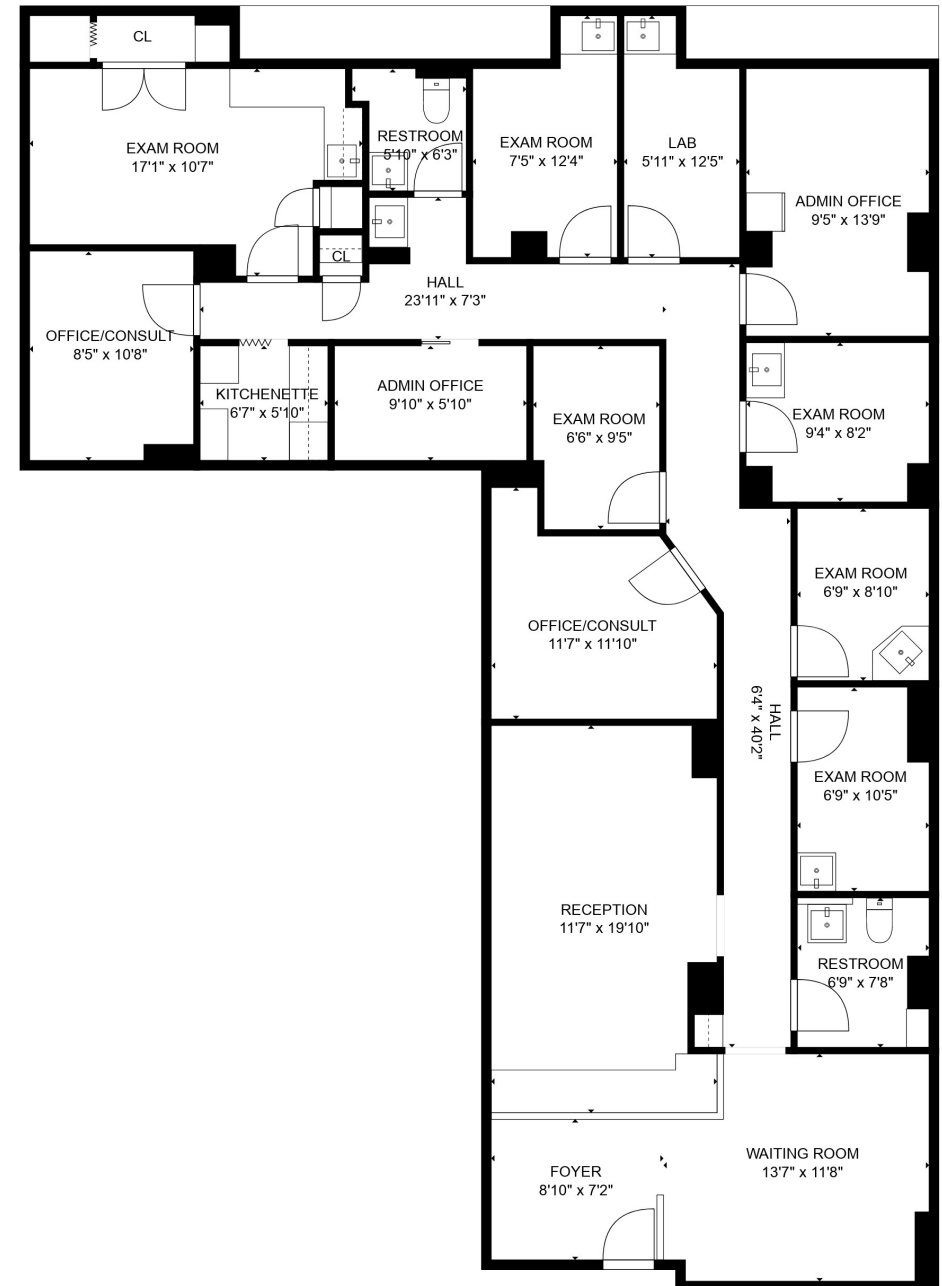 CL
EXAM ROOM
17'1" x 10'7"
RESTROOM
5'10" x 6'3"
EXAM ROOM
7'5" x 12'4"
LAB
5'11" x 12'5"
ADMIN OFFICE
9'5" x 13'9"
CL
HALL
23'11" x 7'3"
OFFICE/CONSULT
8'5" x 10'8"
KITCHENETTE
6'7" x 5'10"
ADMIN OFFICE
9'10" x 5'10"
EXAM ROOM
6'6" x 9'5"
EXAM ROOM
9'4" x 8'2"
EXAM ROOM
6'9" x 8'10"
OFFICE/CONSULT
11'7" x 11'10"
HALL
6'4" x 40'2"
EXAM ROOM
6'9" x 10'5"
RECEPTION
11'7" x 19'10"
RESTROOM
6'9" x 7'8"
FOYER
8'10" x 7'2"
WAITING ROOM
13'7" x 11'8"